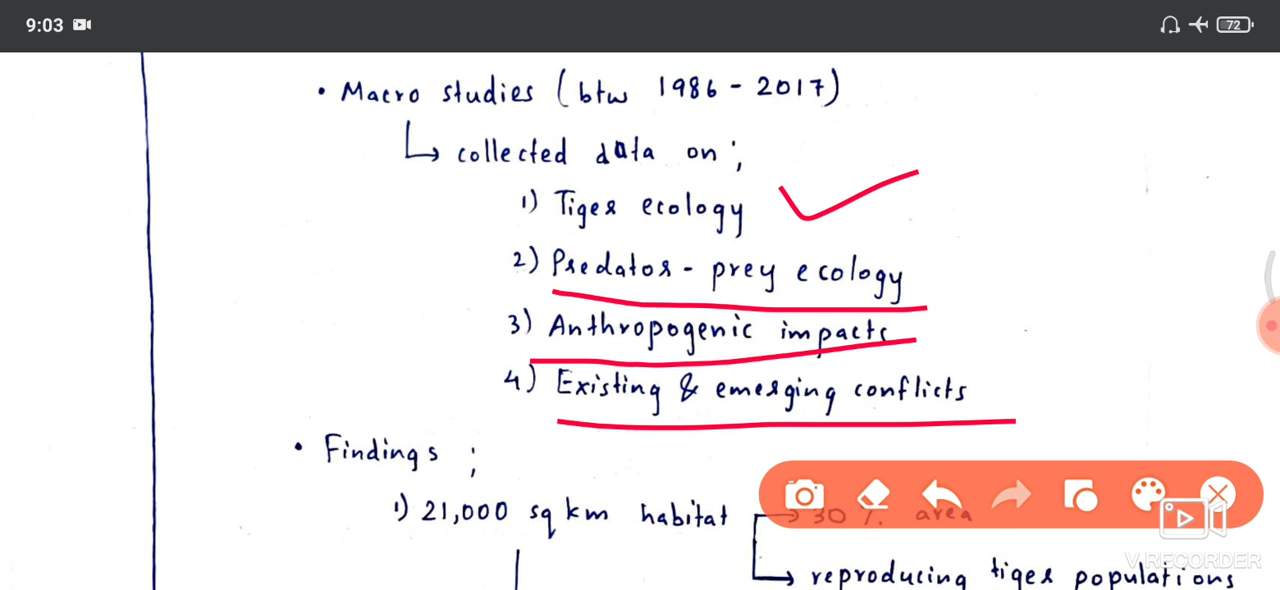 9:03
72
• Macro studies (btw 1986 - 2017)
↳ collected data on ;
1) Tiger ecology
2) Predator - prey ecology
3) Anthropogenic impacts
4) Existing & emerging conflicts
• Findings ;
1) 21,000 sq km habitat → 30 % area
→ reproducing tiger populations
V RECORDER